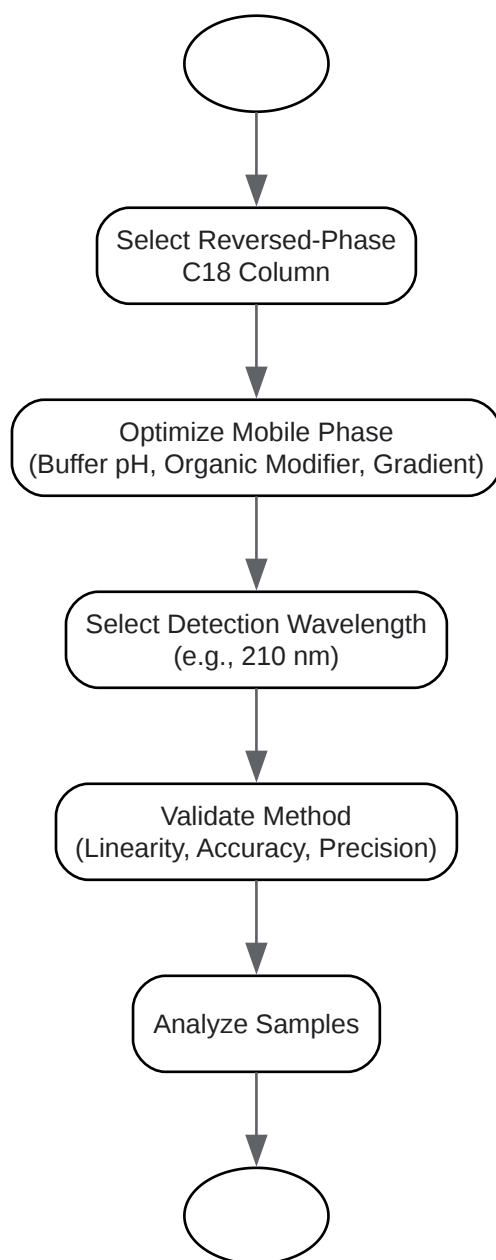 Select Reversed-Phase
C18 Column
Optimize Mobile Phase
(Buffer pH, Organic Modifier, Gradient)
Select Detection Wavelength
(e.g., 210 nm)
Validate Method
(Linearity, Accuracy, Precision)
Analyze Samples